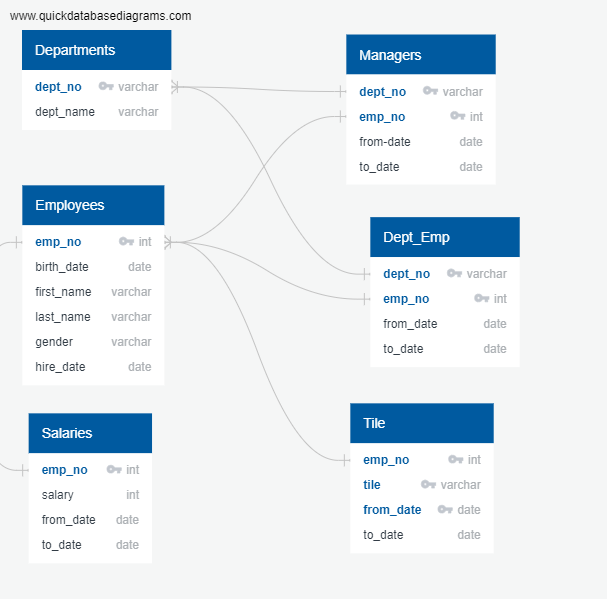 www.quickdatabasediagrams.com
Departments
dept_no varchar
dept_name varchar
Managers
dept_no varchar
emp_no int
from-date date
to_date date
Employees
emp_no int
birth_date date
first_name varchar
last_name varchar
gender varchar
hire_date date
Dept_Emp
dept_no varchar
emp_no int
from_date date
to_date date
Salaries
emp_no int
salary int
from_date date
to_date date
Tile
emp_no int
tile varchar
from_date date
to_date date